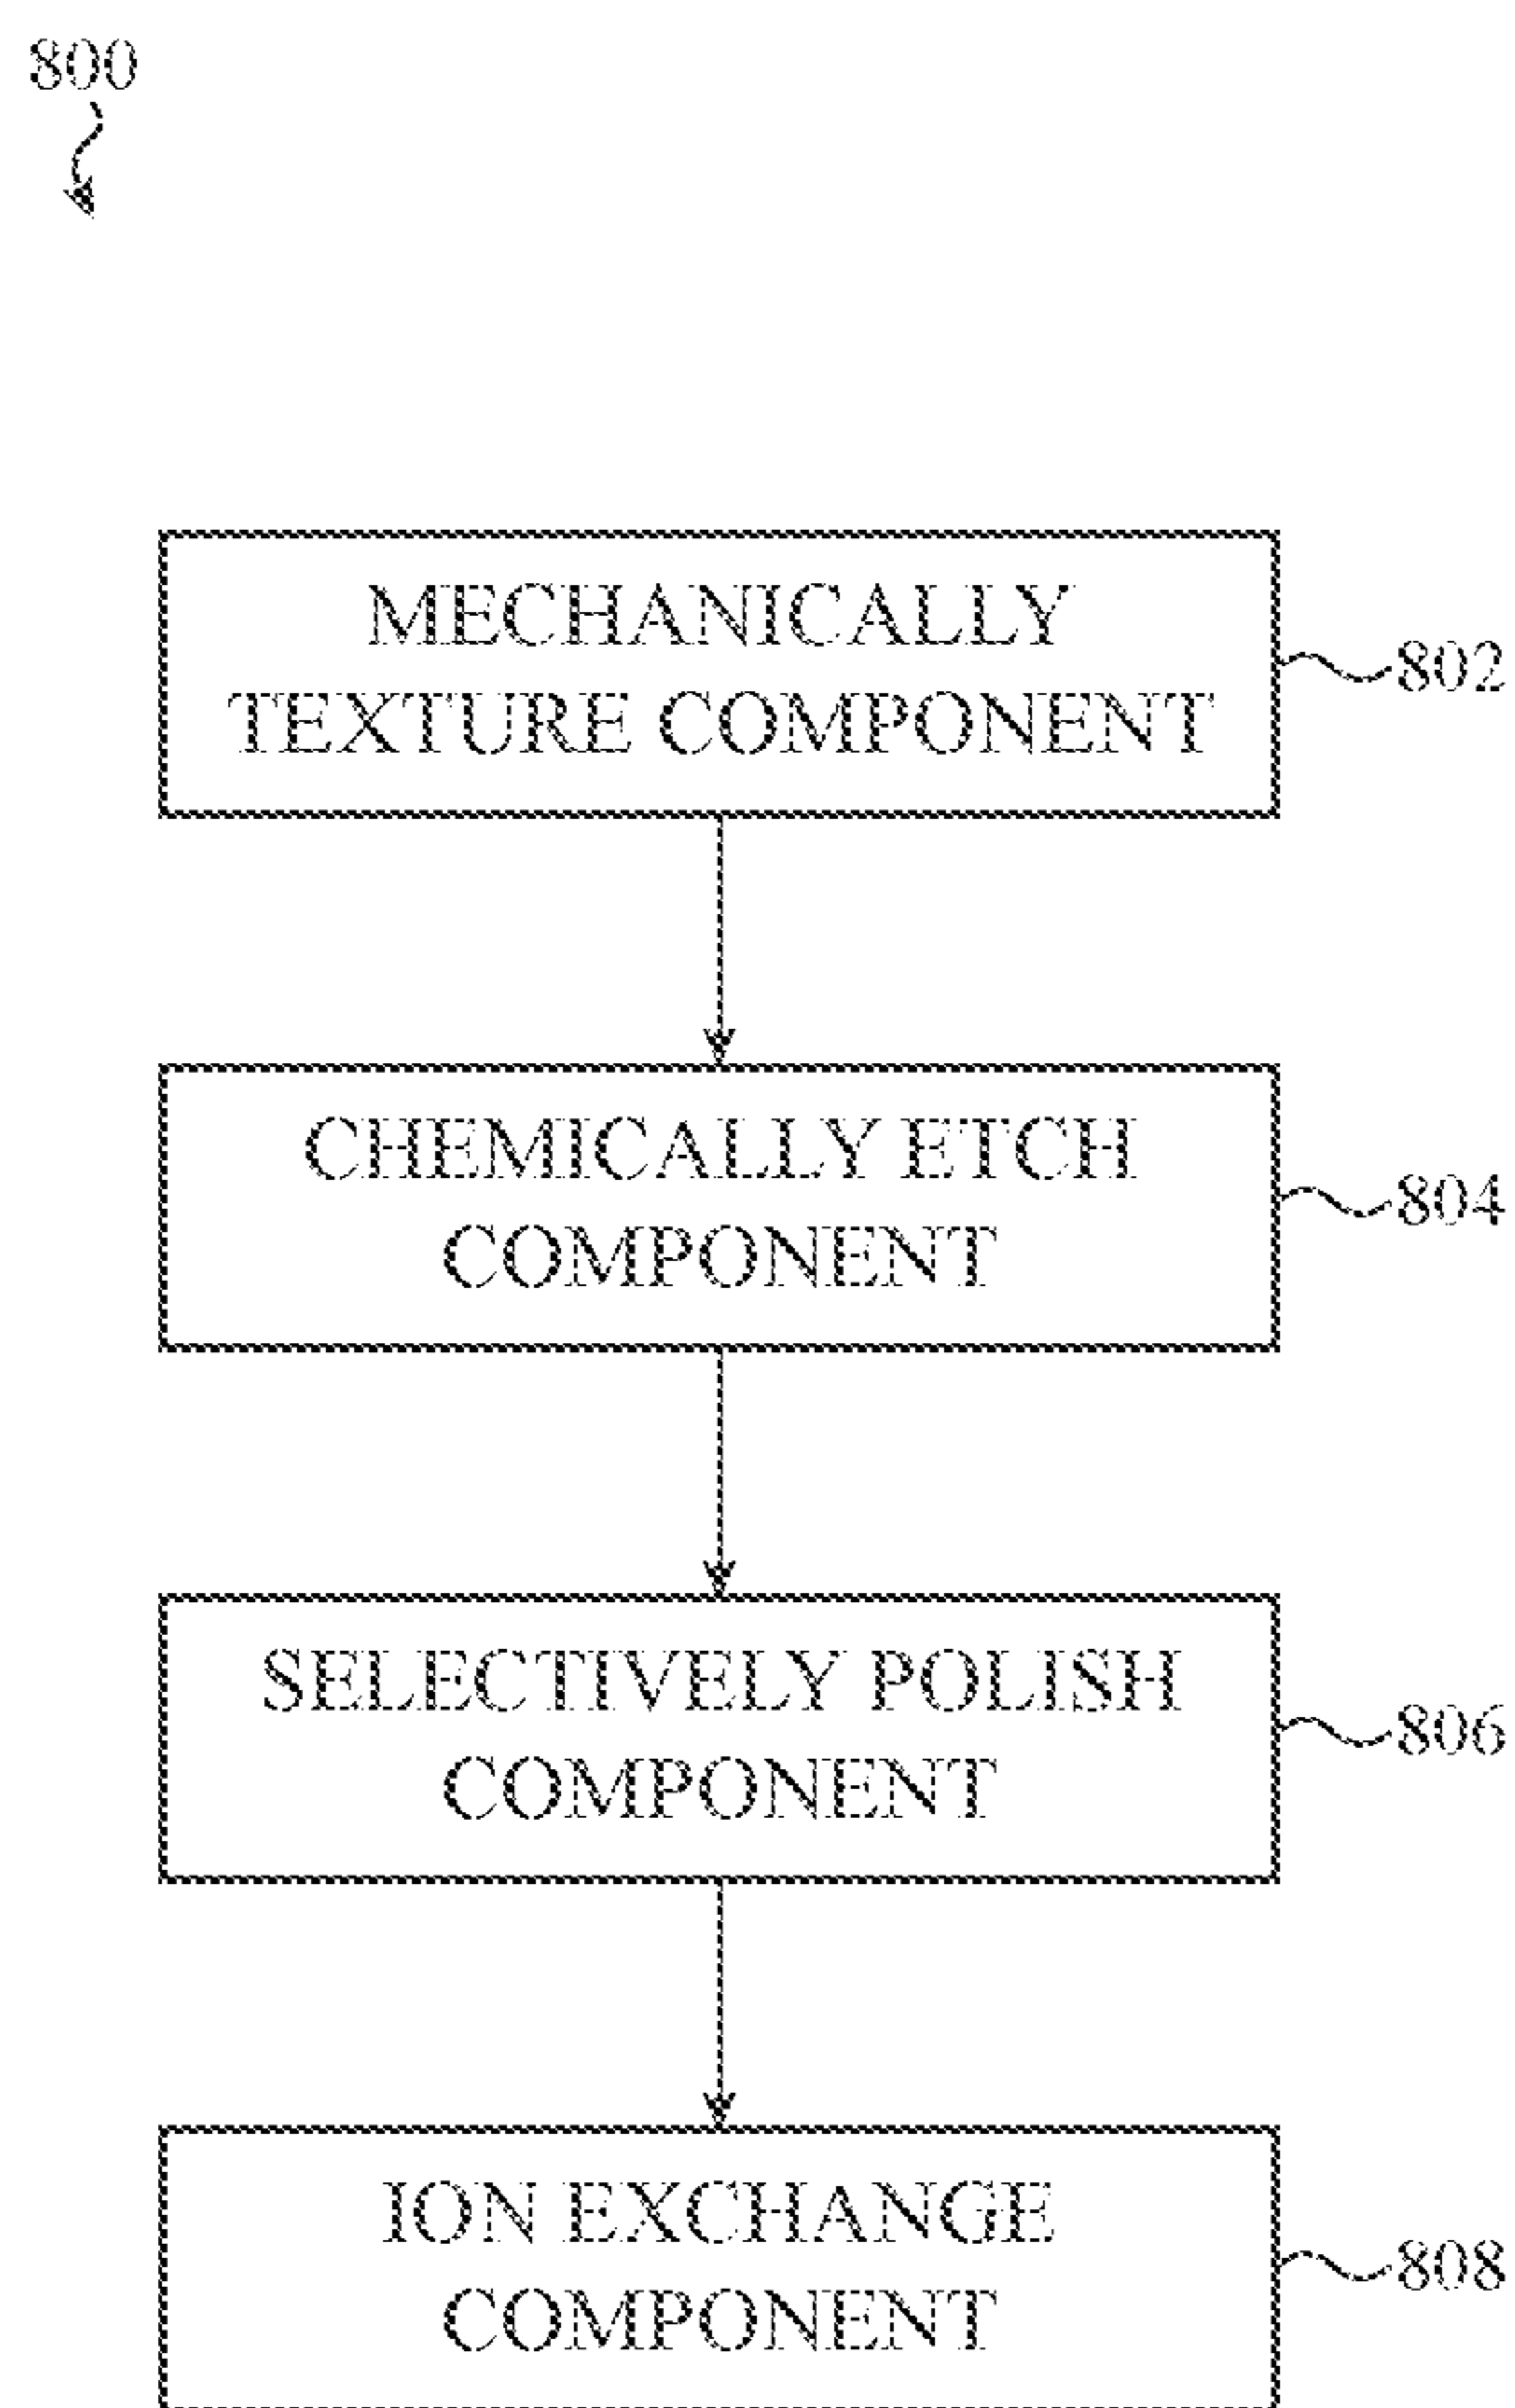 800
MECHANICALLY
TEXTURE COMPONENT
802
CHEMICALLY ETCH
COMPONENT
804
SELECTIVELY POLISH
COMPONENT
806
ION EXCHANGE
COMPONENT
808